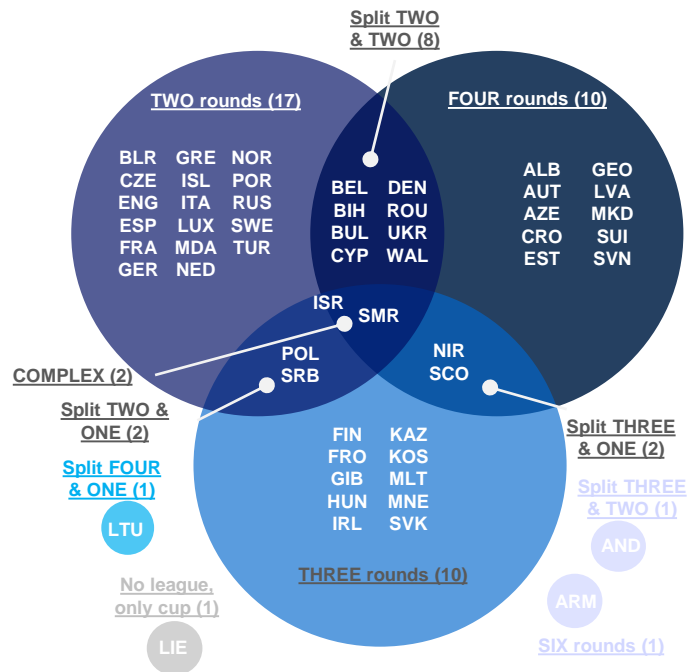 Split TWO
& TWO (8)
TWO rounds (17)
FOUR rounds (10)
BLR GRE NOR
CZE ISL POR
ENG ITA RUS
ESP LUX SWE
FRA MDA TUR
GER NED
BEL DEN
BIH ROU
BUL UKR
CYP WAL
ALB GEO
AUT LVA
AZE MKD
CRO SUI
EST SVN
ISR
SMR
COMPLEX (2)
POL
SRB
NIR
SCO
Split TWO &
ONE (2)
Split THREE
& ONE (2)
FIN KAZ
FRO KOS
GIB MLT
HUN MNE
IRL SVK
THREE rounds (10)
Split FOUR
& ONE (1)
LTU
Split THREE
& TWO (1)
AND
No league,
only cup (1)
LIE
ARM
SIX rounds (1)